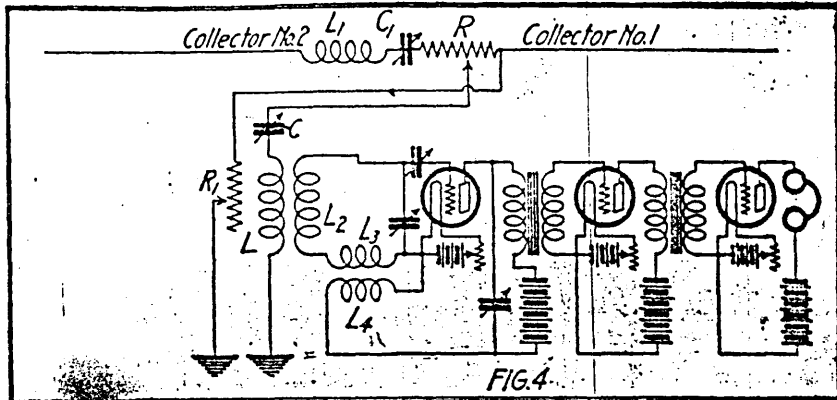 Collector No.2 L1 C1 R Collector No.1
C
R1
L L2 L3
L4
FIG.4